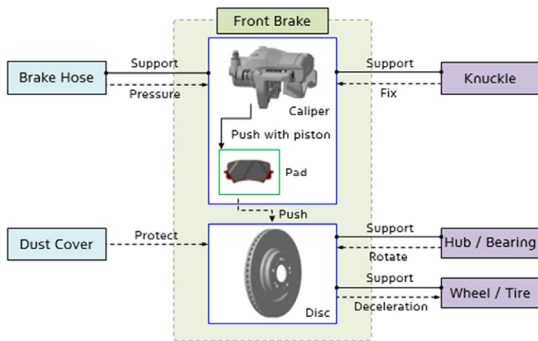 Front Brake
Brake Hose
Support
Pressure
Caliper
Support
Fix
Knuckle
Push with piston
Pad
Push
Dust Cover
Protect
Disc
Support
Rotate
Hub / Bearing
Support
Deceleration
Wheel / Tire